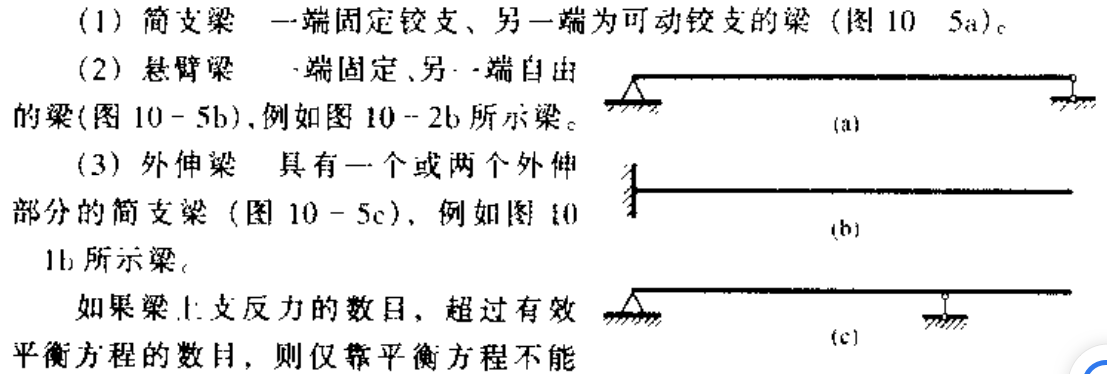 (1) 简支梁 一端固定铰支、另一端为可动铰支的梁 (图 10 5a)。
(2) 悬臂梁 一端固定、另一端自由
的梁(图 10-5b),例如图 10-2b 所示梁。
(3) 外伸梁 具有一个或两个外伸
部分的简支梁 (图 10-5c), 例如图 10
1b 所示梁。
如果梁上支反力的数目, 超过有效
平衡方程的数目, 则仅靠平衡方程不能
(a)
(b)
(c)